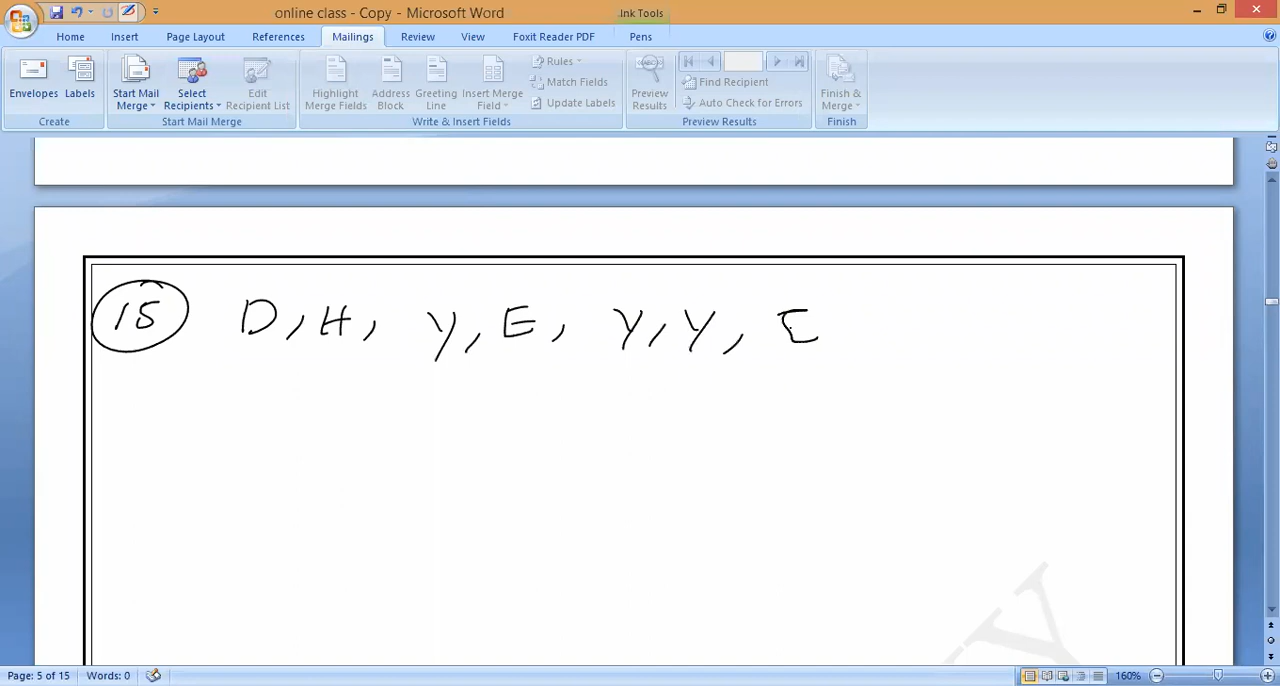 online class - Copy - Microsoft Word
Ink Tools
Home Insert Page Layout References Mailings Review View Foxit Reader PDF Pens
Envelopes Labels
Create
Start Mail Merge Select Recipients Edit Recipient List
Start Mail Merge
Highlight Merge Fields Address Block Greeting Line Insert Merge Field Rules Match Fields Update Labels
Write & Insert Fields
Preview Results Find Recipient Auto Check for Errors
Preview Results
Finish & Merge
Finish
15 D, H, Y, E, Y, Y, E
Page: 5 of 15 Words: 0 160%